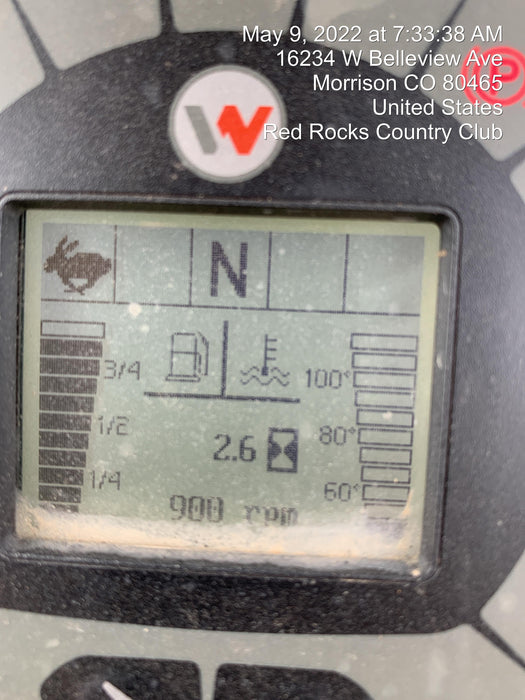 May 9, 2022 at 7:33:38 AM
16234 W Belleview Ave
Morrison CO 80465
United States
Red Rocks Country Club
P
W
N
3/4
100°
1/2
80°
2.6
1/4
60°
900 rpm